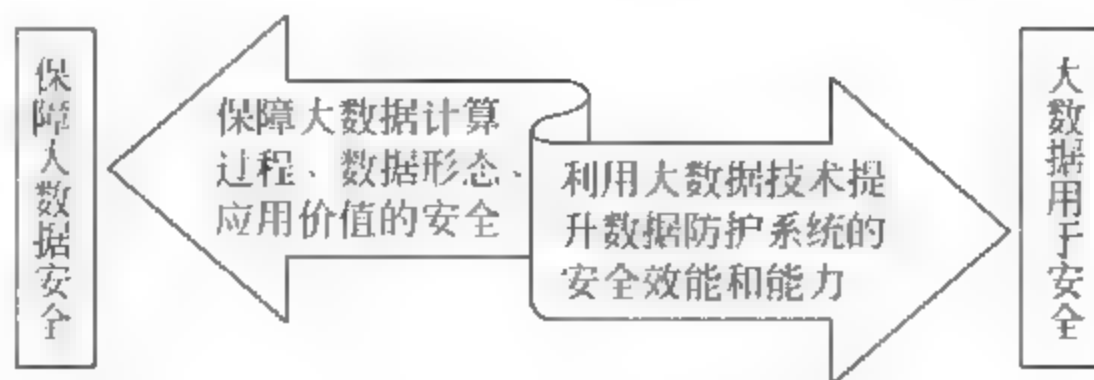 保障大数据安全
保障大数据计算
过程、数据形态、
应用价值的安全
利用大数据技术提
升数据防护系统的
安全效能和能力
大数据用于安全